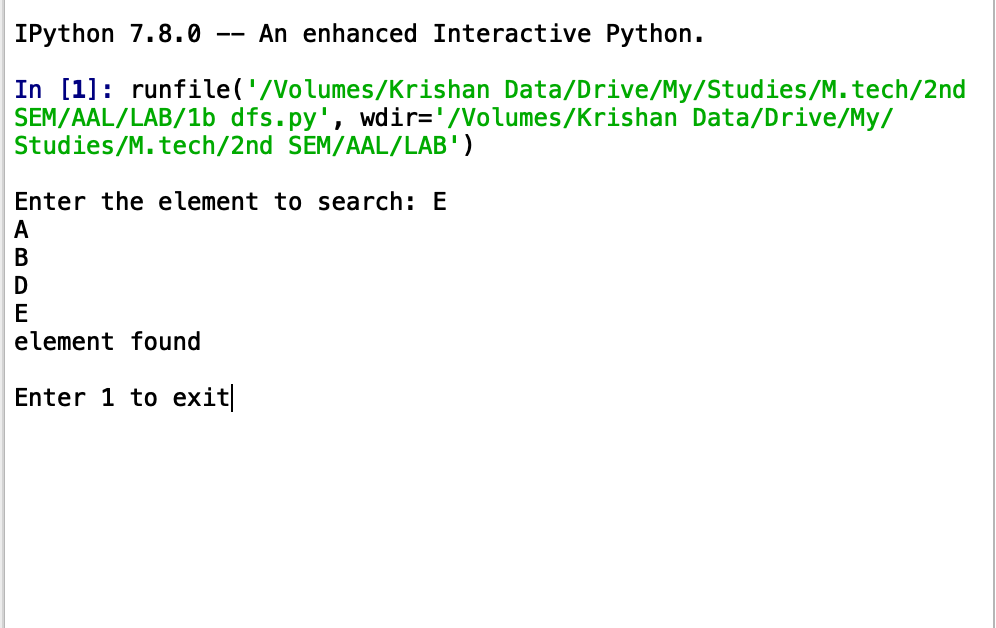 IPython 7.8.0 -- An enhanced Interactive Python.
In [1]: runfile('/Volumes/Krishan Data/Drive/My/Studies/M.tech/2nd
SEM/AAL/LAB/1b dfs.py', wdir='/Volumes/Krishan Data/Drive/My/
Studies/M.tech/2nd SEM/AAL/LAB')
Enter the element to search: E
A
B
D
E
element found
Enter 1 to exit